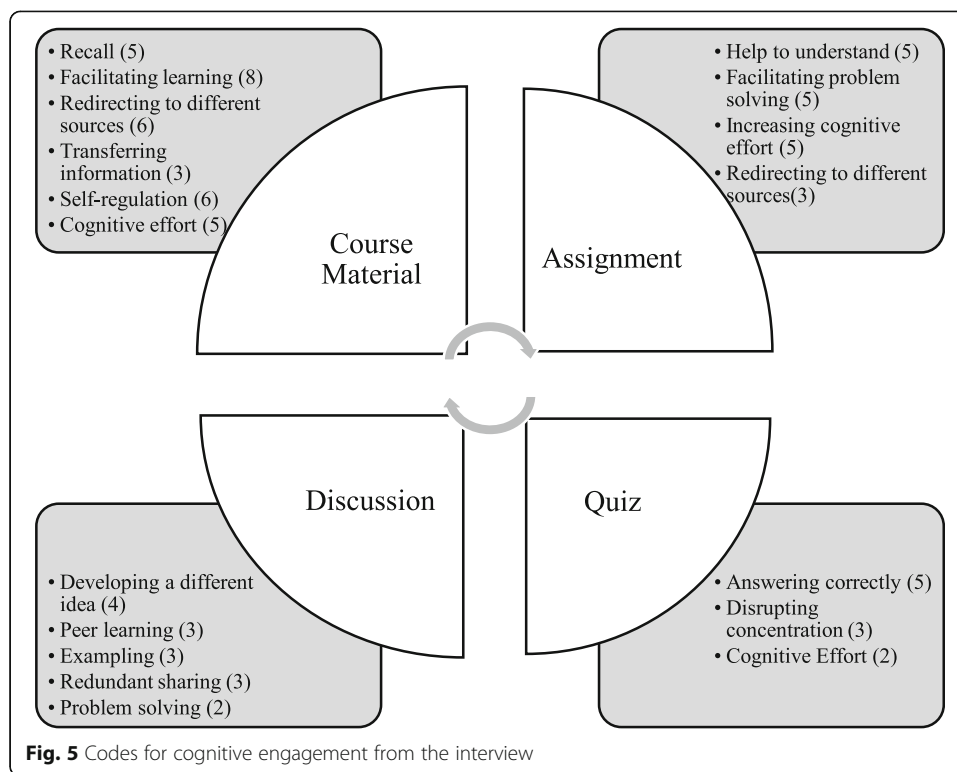 • Recall (5)
• Facilitating learning (8)
• Redirecting to different
sources (6)
• Transferring
information (3)
• Self-regulation (6)
• Cognitive effort (5)
Course
Material
• Help to understand (5)
• Facilitating problem
solving (5)
• Increasing cognitive
effort (5)
• Redirecting to different
sources(3)
Assignment
Discussion
• Developing a different
idea (4)
• Peer learning (3)
• Exampling (3)
• Redundant sharing (3)
• Problem solving (2)
Quiz
• Answering correctly (5)
• Disrupting
concentration (3)
• Cognitive Effort (2)
Fig. 5 Codes for cognitive engagement from the interview